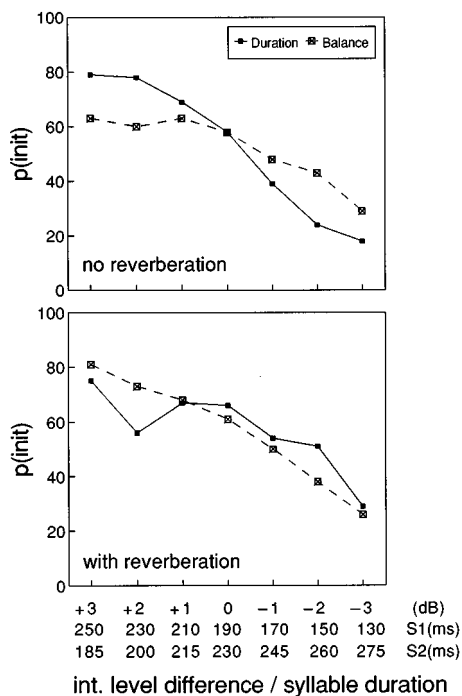 100
Duration Balance
80
60
p(init)
40
20
no reverberation
0
100
80
60
p(init)
40
20
with reverberation
0
+3 +2 +1 0 −1 −2 −3 (dB)
250 230 210 190 170 150 130 S1(ms)
185 200 215 230 245 260 275 S2(ms)
int. level difference / syllable duration